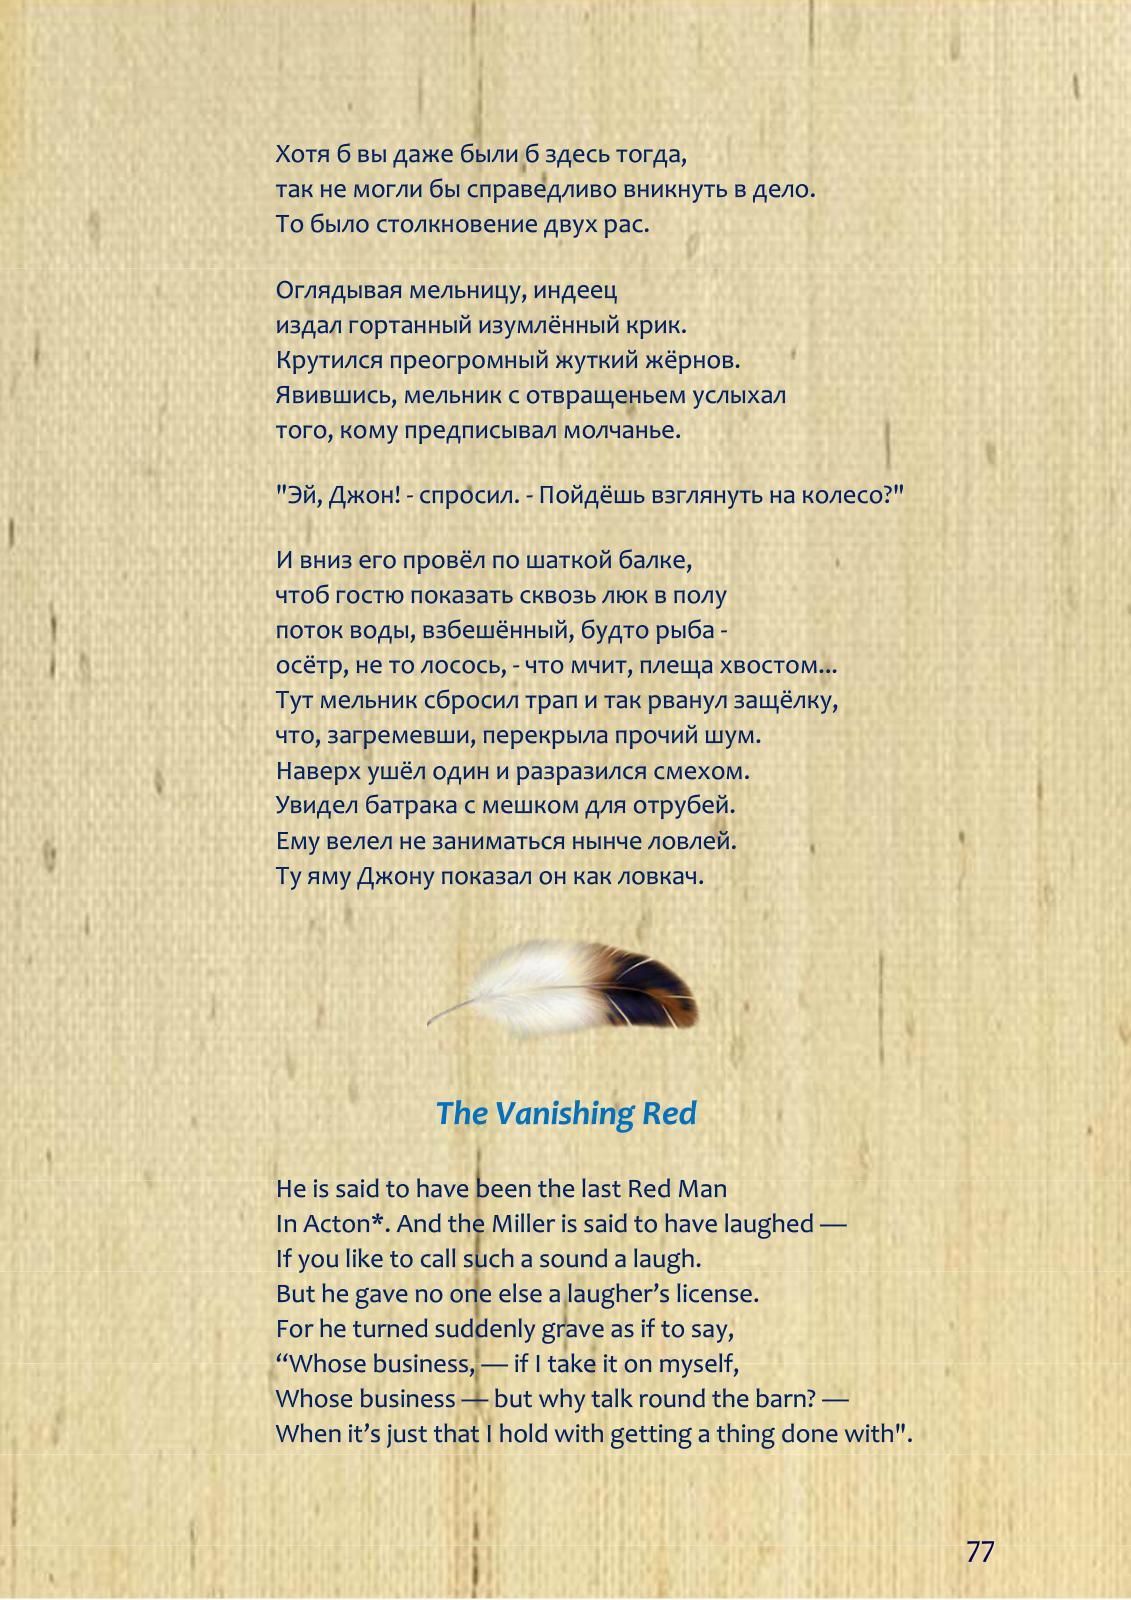 Хотя б вы даже были б здесь тогда,
так не могли бы справедливо вникнуть в дело.
То было столкновение двух рас.
Оглядывая мельницу, индеец
издал гортанный изумлённый крик.
Крутился преогромный жуткий жёрнов.
Явившись, мельник с отвращеньем услыхал
того, кому предписывал молчанье.
"Эй, Джон! - спросил. - Пойдёшь взглянуть на колесо?"
И вниз его провёл по шаткой балке,
чтоб гостю показать сквозь люк в полу
поток воды, взбешённый, будто рыба -
осётр, не то лосось, - что мчит, плеща хвостом...
Тут мельник сбросил трап и так рванул защёлку,
что, загремевши, перекрыла прочий шум.
Наверх ушёл один и разразился смехом.
Увидел батрака с мешком для отрубей.
Ему велел не заниматься нынче ловлей.
Ту яму Джону показал он как ловкач.
The Vanishing Red
He is said to have been the last Red Man
In Acton*. And the Miller is said to have laughed —
If you like to call such a sound a laugh.
But he gave no one else a laugher’s license.
For he turned suddenly grave as if to say,
“Whose business, — if I take it on myself,
Whose business — but why talk round the barn? —
When it’s just that I hold with getting a thing done with".
77